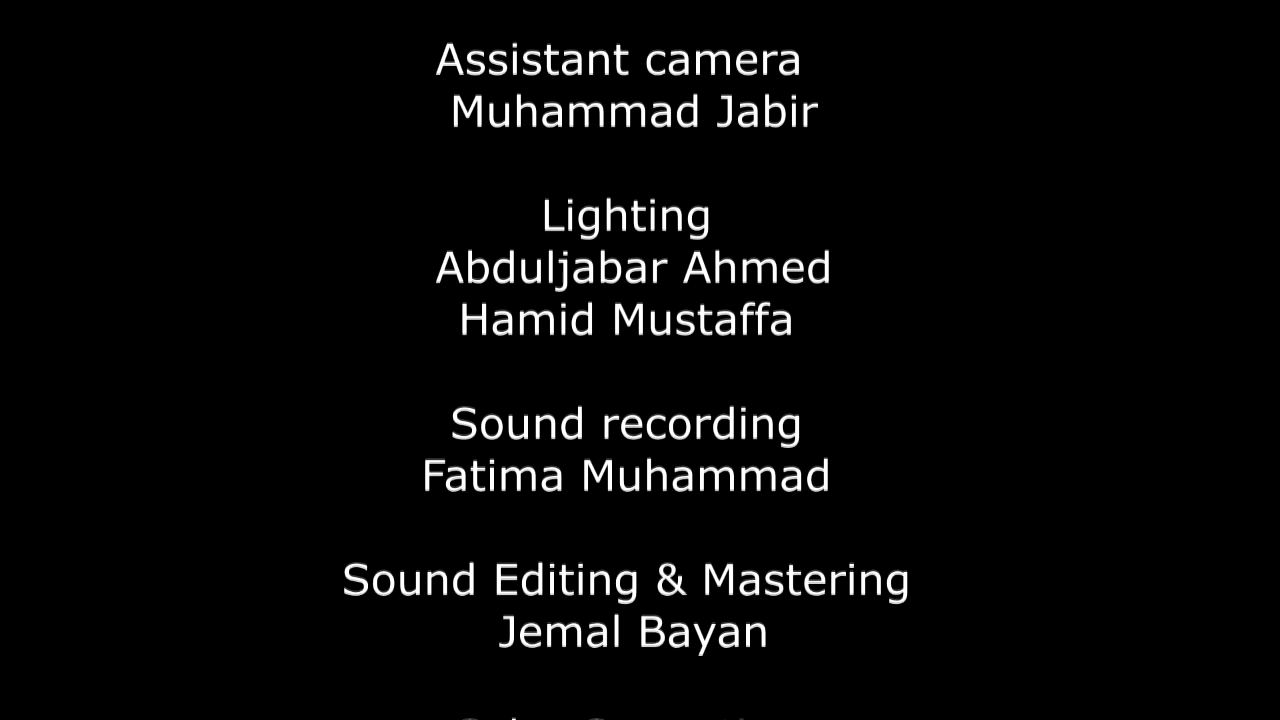 Assistant camera
Muhammad Jabir
Lighting
Abduljabar Ahmed
Hamid Mustaffa
Sound recording
Fatima Muhammad
Sound Editing & Mastering
Jemal Bayan